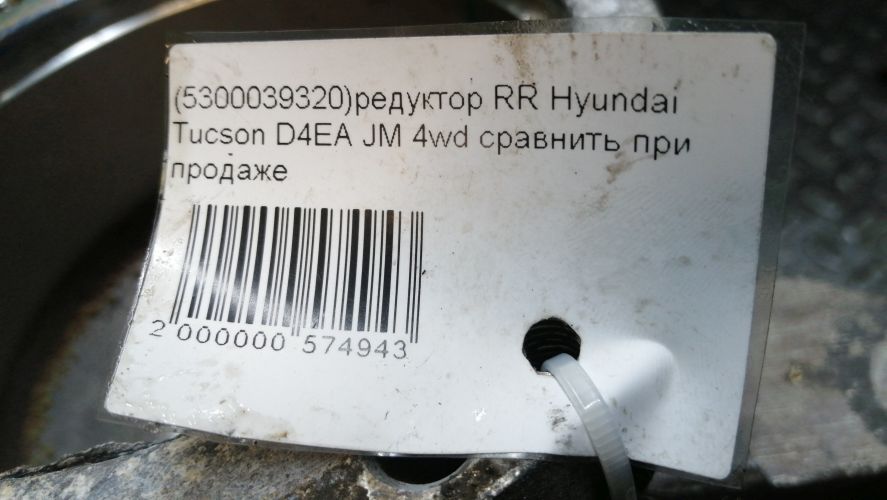 (5300039320)редуктор RR Hyundai
Tucson D4EA JM 4wd сравнить при
продаже
2 000000 574943